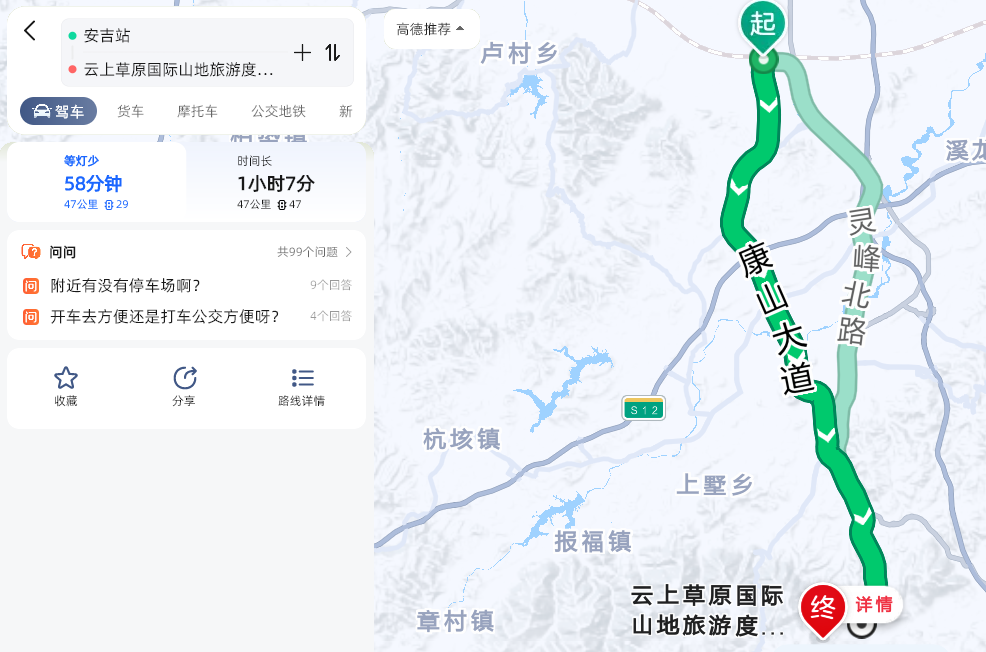 安吉站
云上草原国际山地旅游度...
驾车
货车
摩托车
公交地铁
新
等灯少
58分钟
47公里 29
时间长
1小时7分
47公里 47
问问
共99个问题
问 附近有没有停车场啊?
9个回答
问 开车去方便还是打车公交方便呀?
4个回答
收藏
分享
路线详情
高德推荐
起
卢村乡
溪龙
灵峰北路
康山大道
S12
杭垓镇
上墅乡
报福镇
章村镇
云上草原国际
山地旅游度...
终
详情